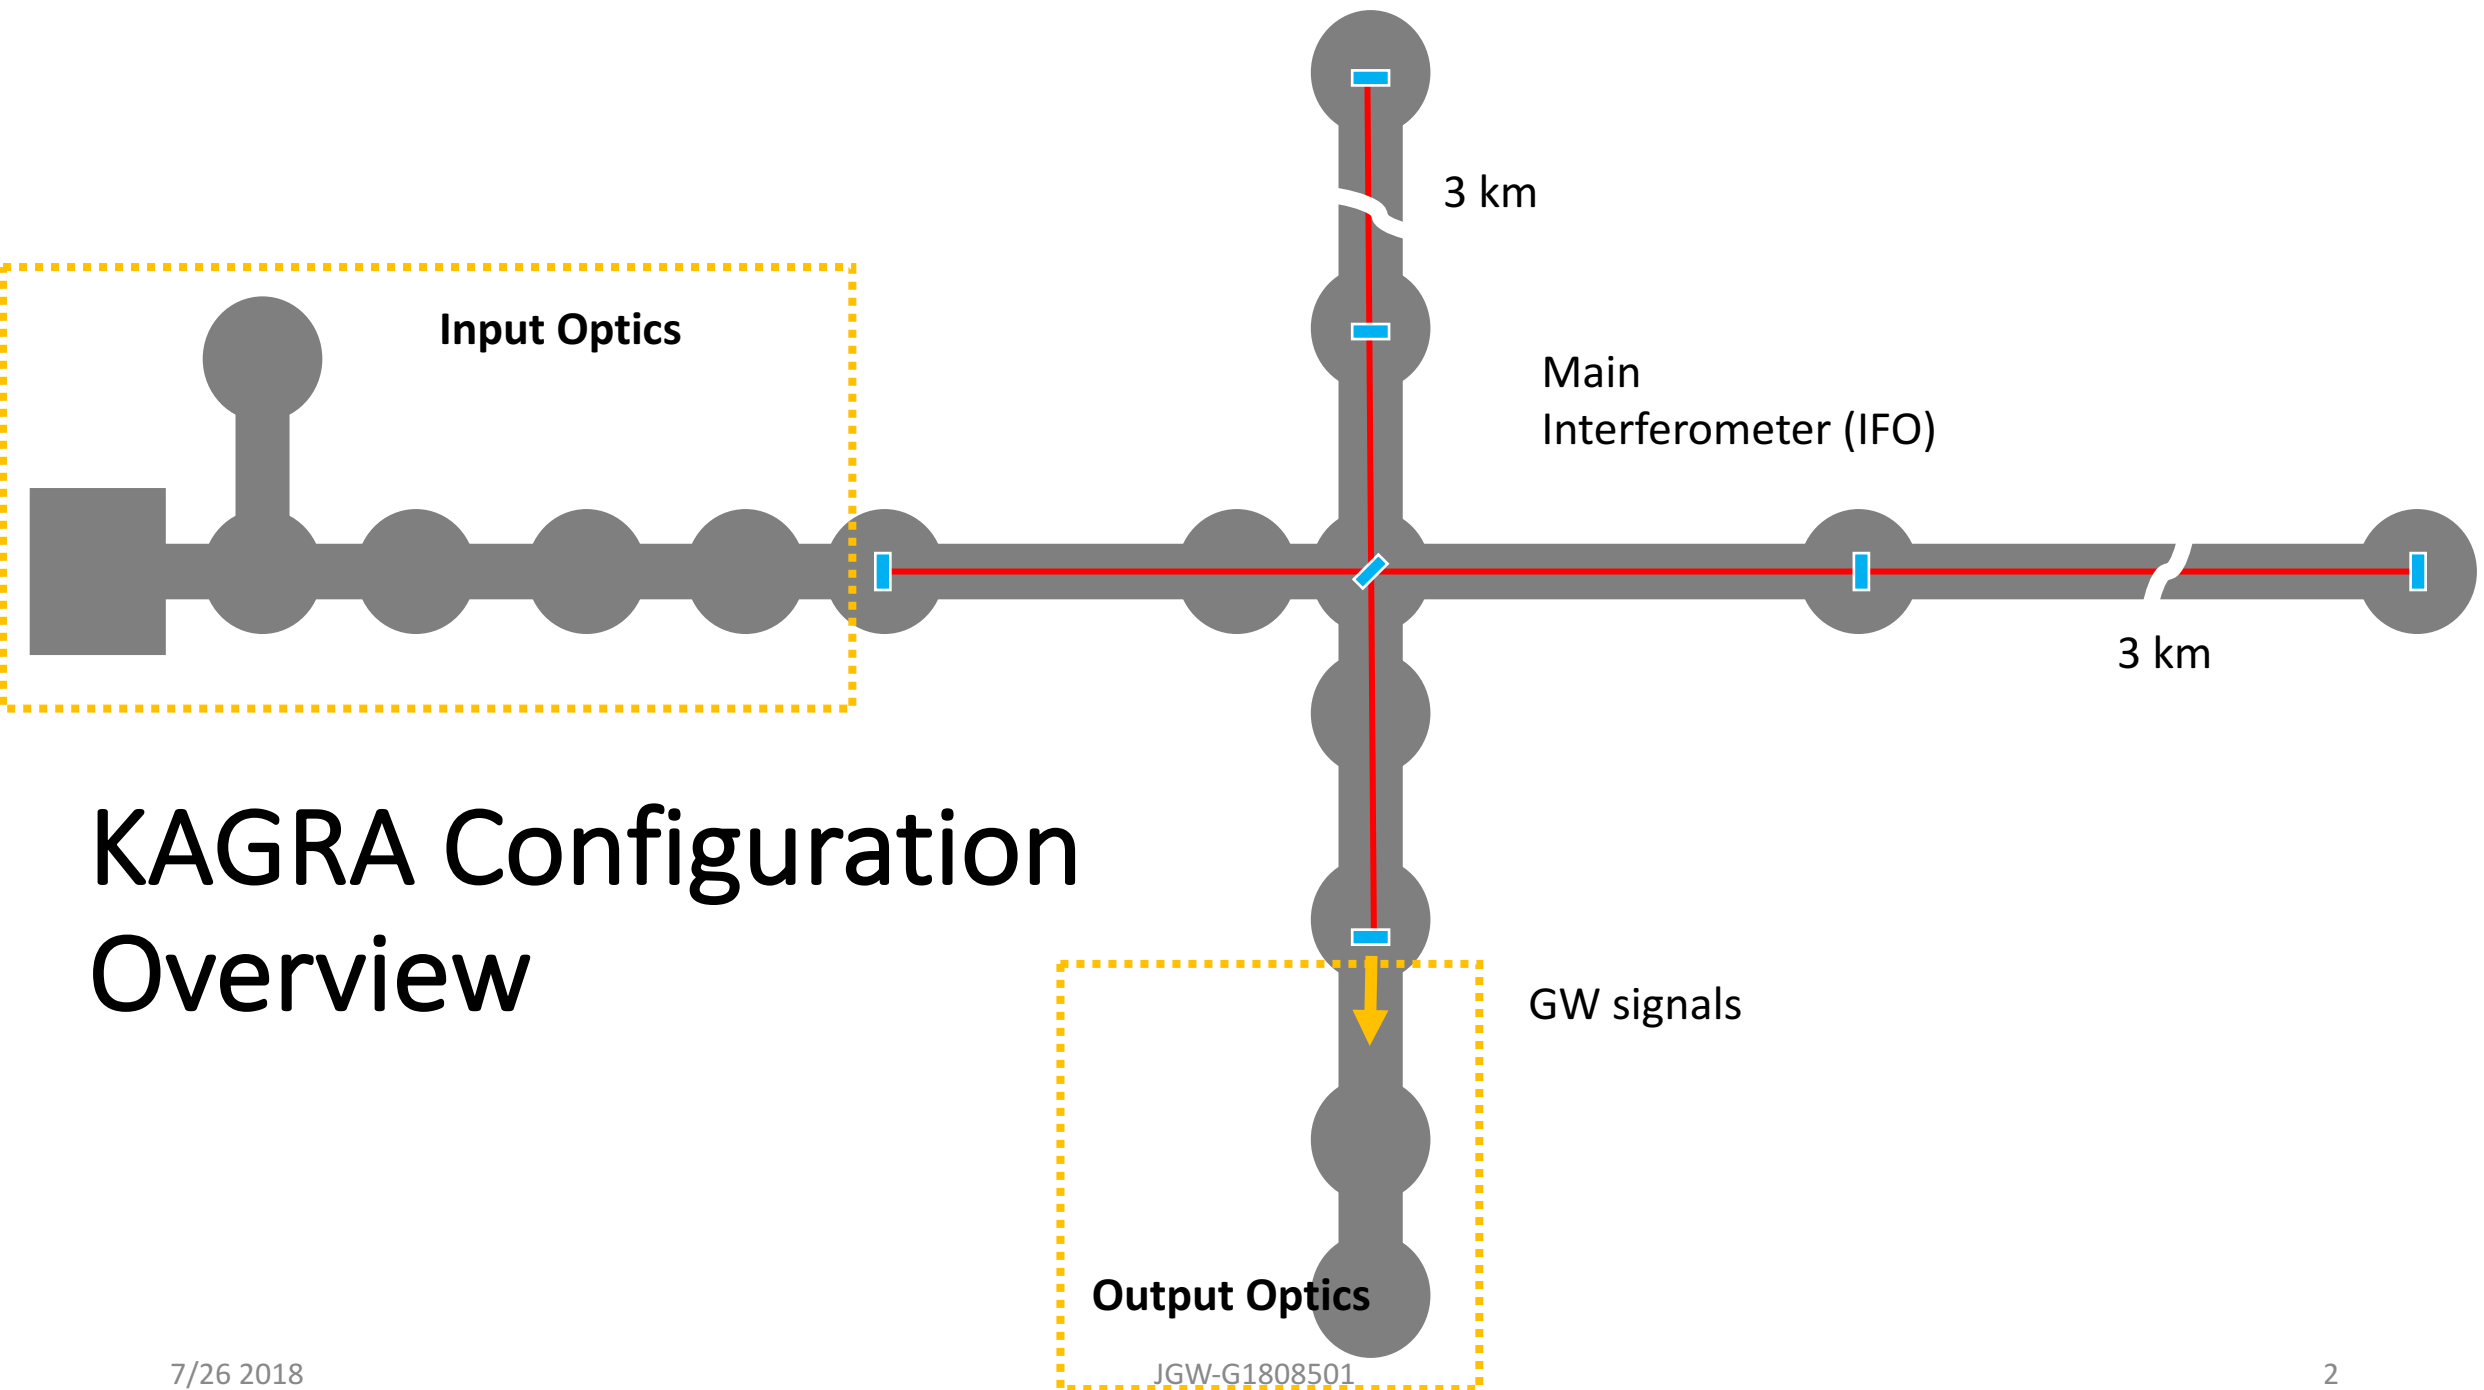 3 km
Input Optics
Main
Interferometer (IFO)
3 km
KAGRA Configuration
Overview
GW signals
Output Optics
7/26 2018
JGW-G1808501
2